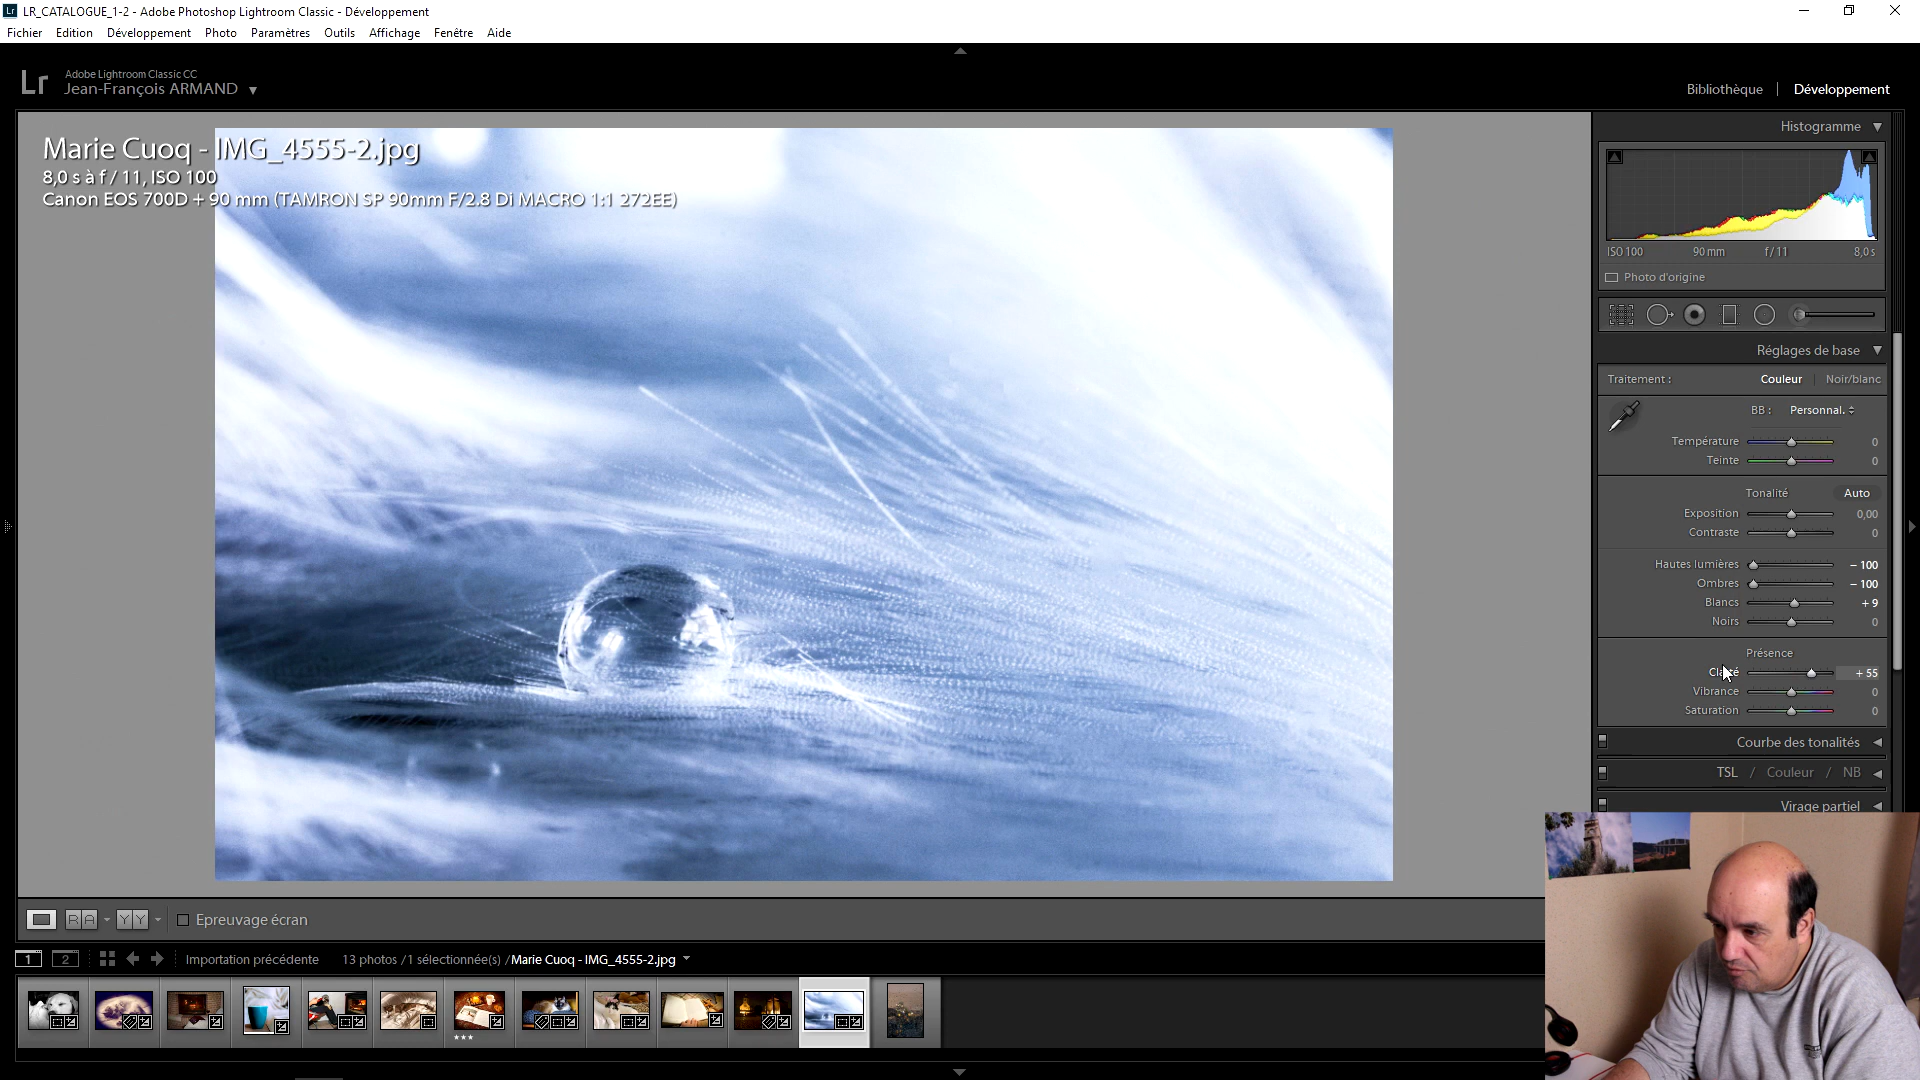 LR_CATALOGUE_1-2 - Adobe Photoshop Lightroom Classic - Développement
Fichier Edition Développement Photo Paramètres Outils Affichage Fenêtre Aide
Lr
Adobe Lightroom Classic CC
Jean-François ARMAND
Bibliothèque | Développement
Marie Cuoq - IMG_4555-2.jpg
8,0 s à f / 11, ISO 100
Canon EOS 700D + 90 mm (TAMRON SP 90mm F/2.8 Di MACRO 1:1 272EE)
Histogramme
ISO 100 90 mm f / 11 8,0 s
Photo d'origine
Réglages de base
Traitement : Couleur Noir/blanc
BB : Personnal.
Température 0
Teinte 0
Tonalité Auto
Exposition 0,00
Contraste 0
Hautes lumières - 100
Ombres - 100
Blancs + 9
Noirs 0
Présence
+ 55
Vibrance 0
Saturation 0
Courbe des tonalités
TSL / Couleur / NB
Virage partiel
R A Y Y Epreuvage écran
1 2 Importation précédente 13 photos /1 sélectionnée(s) /Marie Cuoq - IMG_4555-2.jpg